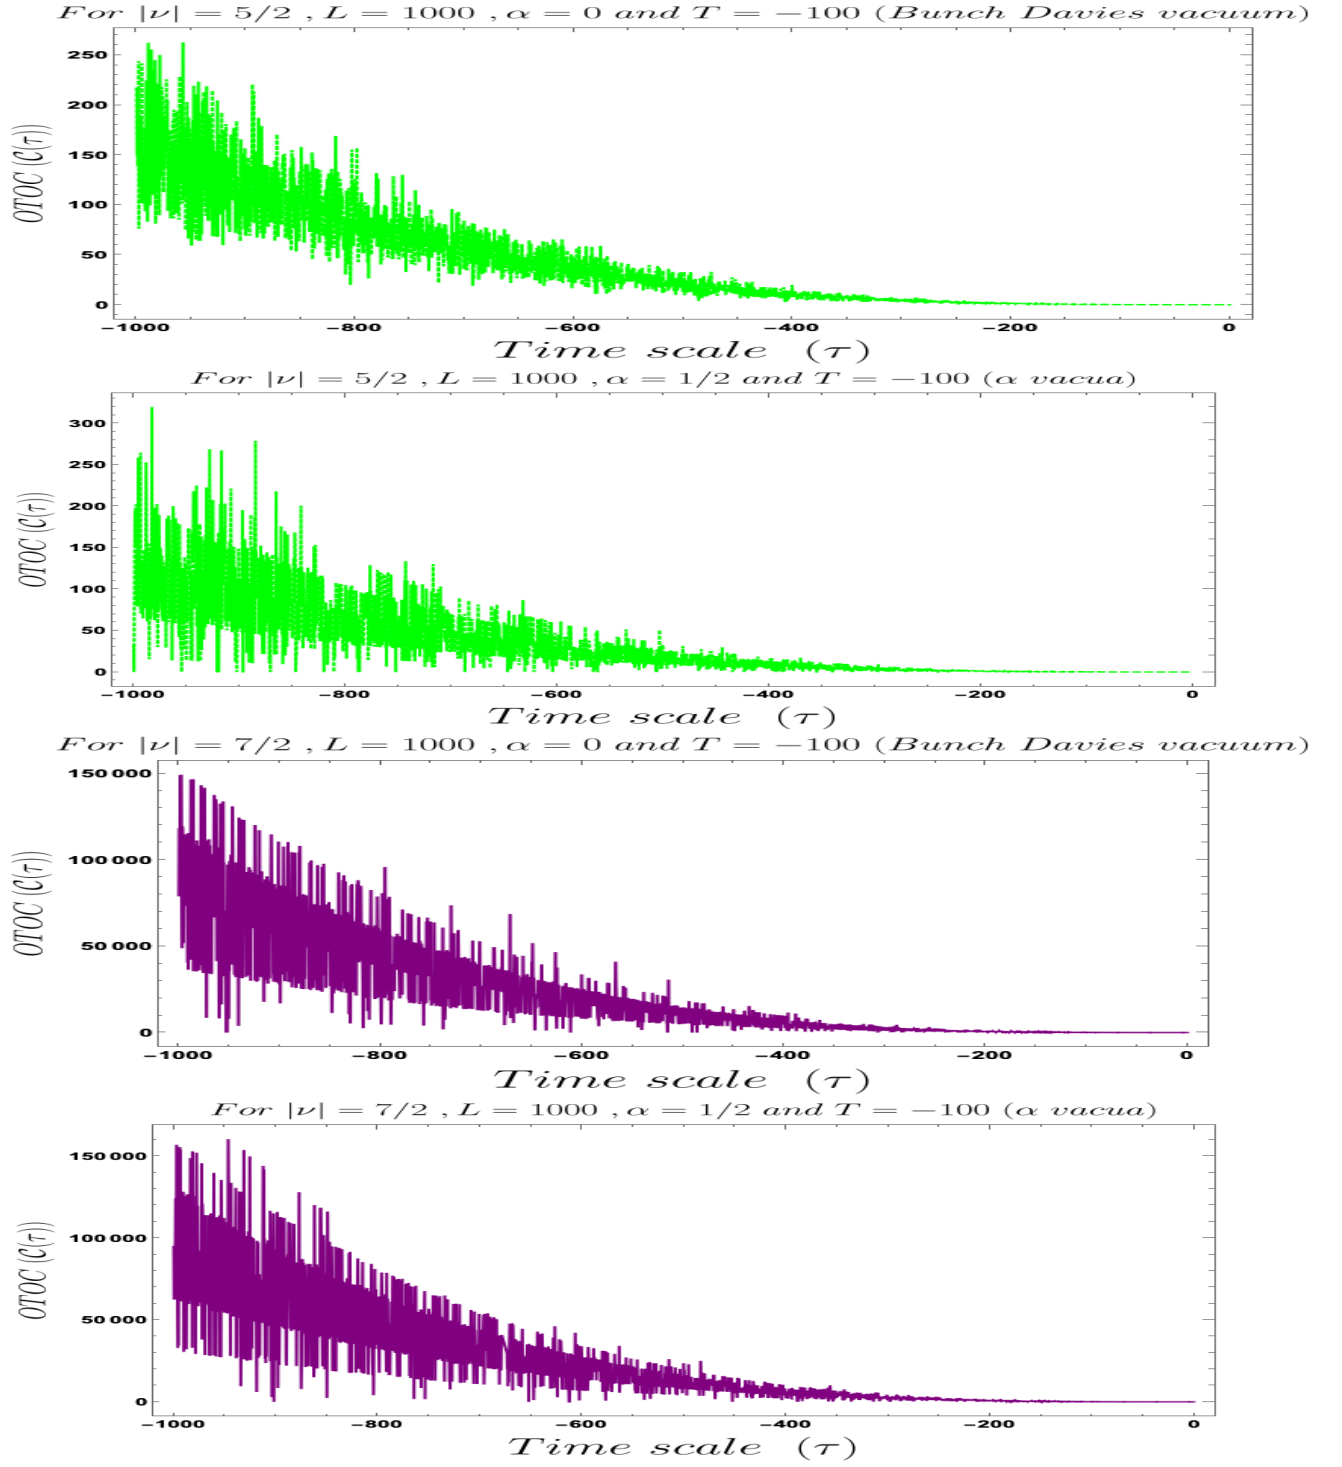 For |ν| = 5/2 , L = 1000 , α = 0 and T = −100 (Bunch Davies vacuum)
250
200
150
100
50
0
OTOC (C(τ))
−1000 −800 −600 −400 −200 0
Time scale (τ)
For |ν| = 5/2 , L = 1000 , α = 1/2 and T = −100 (α vacua)
300
250
200
150
100
50
0
OTOC (C(τ))
−1000 −800 −600 −400 −200 0
Time scale (τ)
For |ν| = 7/2 , L = 1000 , α = 0 and T = −100 (Bunch Davies vacuum)
150 000
100 000
50 000
0
OTOC (C(τ))
−1000 −800 −600 −400 −200 0
Time scale (τ)
For |ν| = 7/2 , L = 1000 , α = 1/2 and T = −100 (α vacua)
150 000
100 000
50 000
0
OTOC (C(τ))
−1000 −800 −600 −400 −200 0
Time scale (τ)